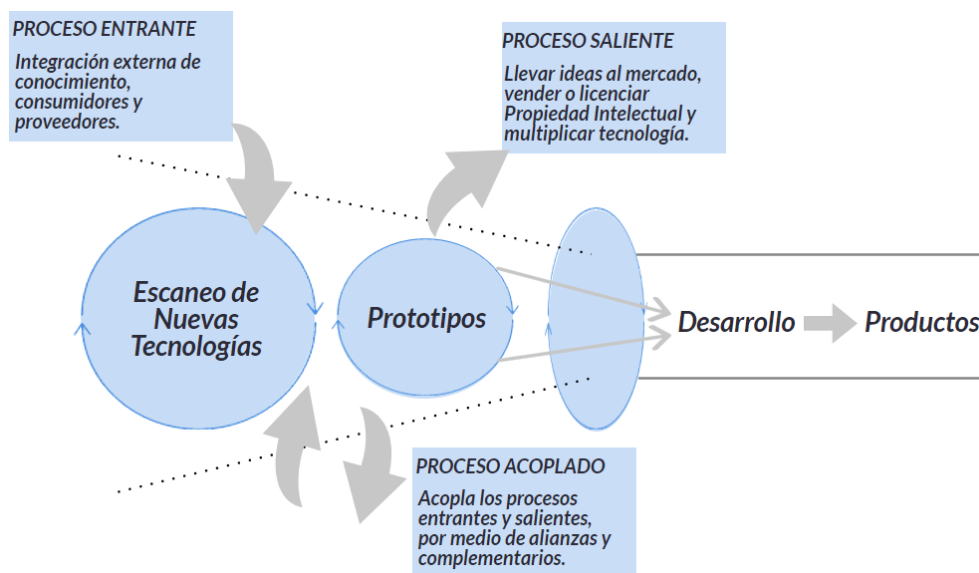 PROCESO ENTRANTE
Integración externa de
conocimiento,
consumidores y
proveedores.
PROCESO SALIENTE
Llevar ideas al mercado,
vender o licenciar
Propiedad Intelectual y
multiplicar tecnología.
Escaneo de
Nuevas
Tecnologías
Prototipos
Desarrollo
Productos
PROCESO ACOPLADO
Acopla los procesos
entrantes y salientes,
por medio de alianzas y
complementarios.